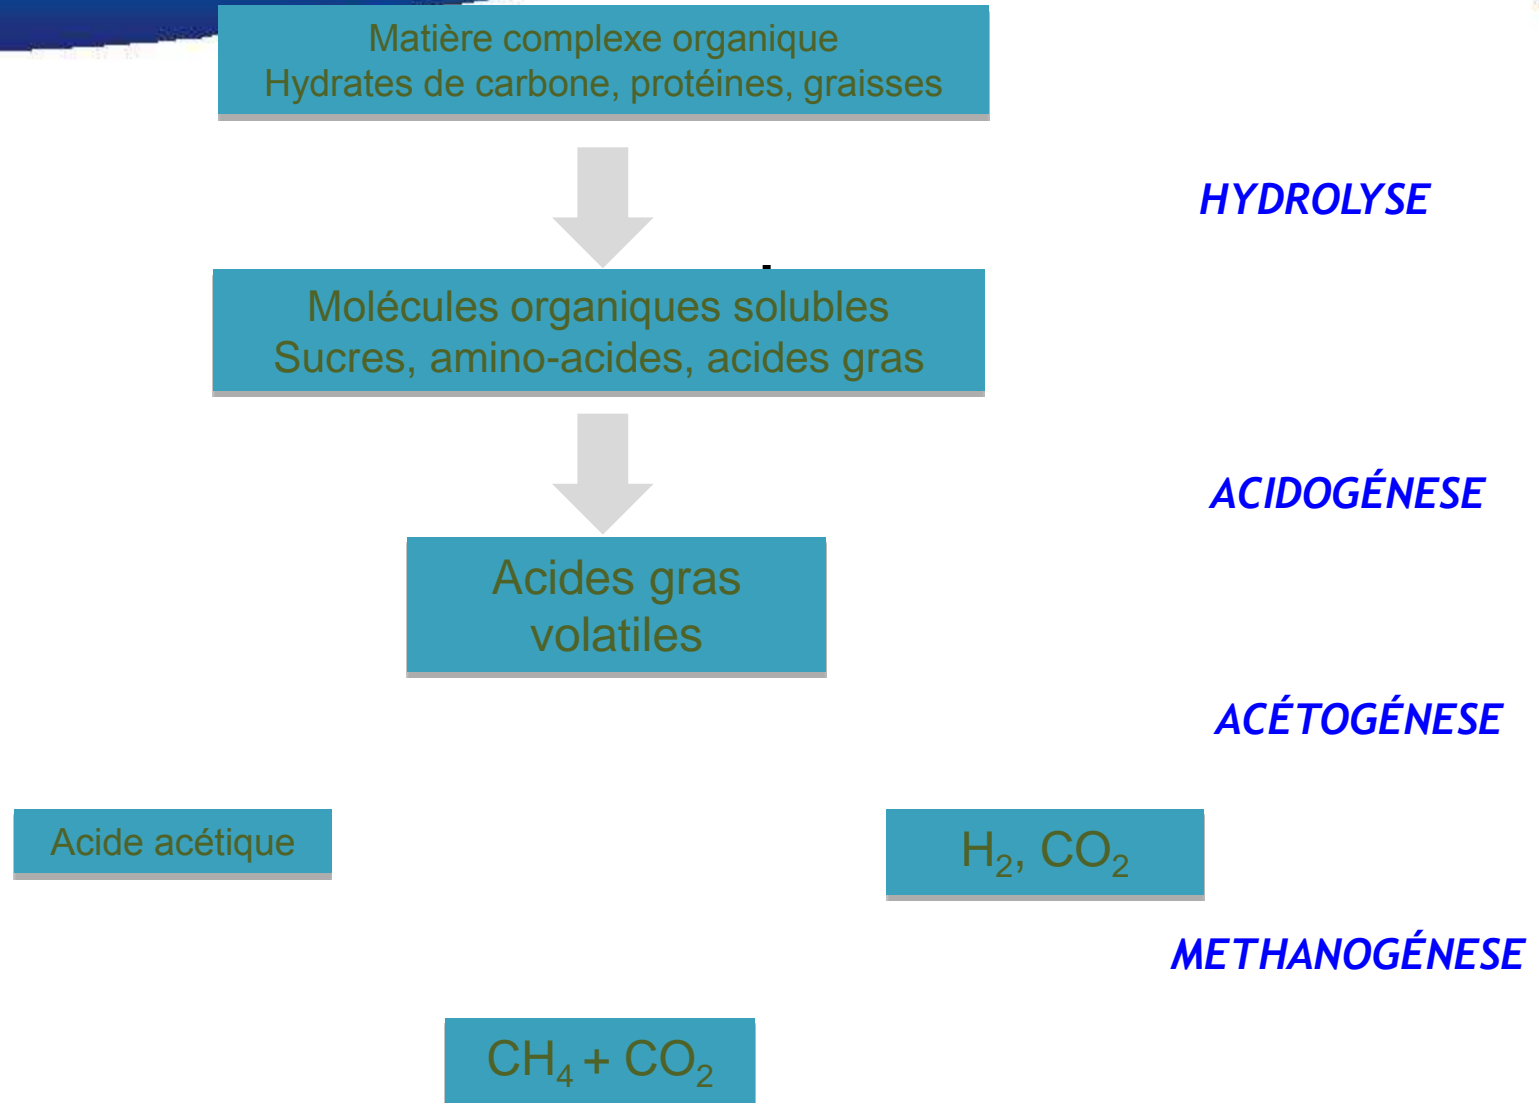 Matière complexe organique
Hydrates de carbone, protéines, graisses
HYDROLYSE
Molécules organiques solubles
Sucres, amino-acides, acides gras
ACIDOGÉNESE
Acides gras
volatiles
ACÉTOGÉNESE
Acide acétique
H₂, CO₂
METHANOGÉNESE
CH₄ + CO₂